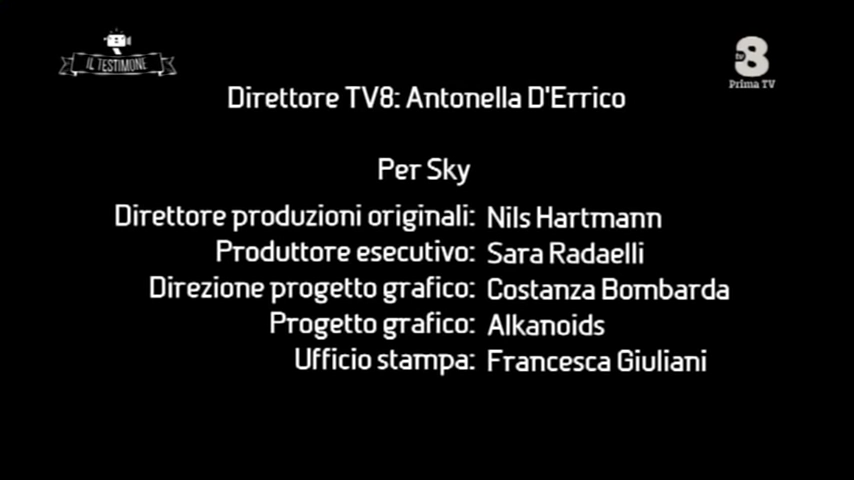 IL TESTIMONE
tv8
Prima TV
Direttore TV8: Antonella D'Errico
Per Sky
Direttore produzioni originali: Nils Hartmann
Produttore esecutivo: Sara Radaelli
Direzione progetto grafico: Costanza Bombarda
Progetto grafico: Alkanoids
Ufficio stampa: Francesca Giuliani